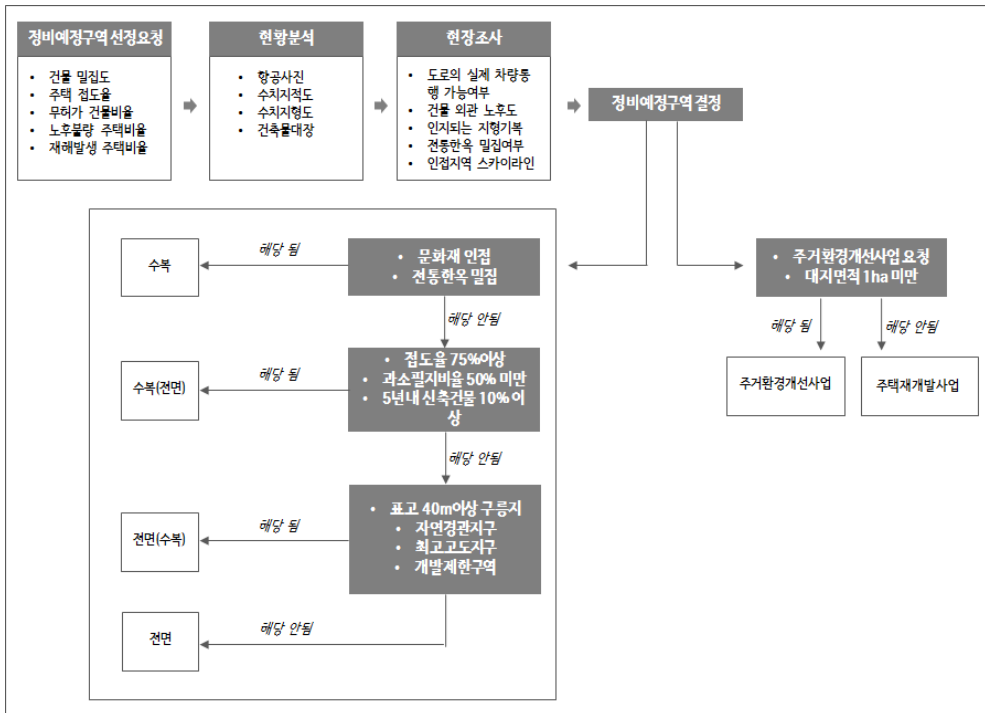 정비예정구역 선정요청
• 건물 밀집도
• 주택 접도율
• 무허가 건물비율
• 노후불량 주택비율
• 재해발생 주택비율
현황분석
• 항공사진
• 수치지적도
• 수치지형도
• 건축물대장
현장조사
• 도로의 실제 차량통
행 가능여부
• 건물 외관 노후도
• 인지되는 지형기복
• 전통한옥 밀집여부
• 인접지역 스카이라인
정비예정구역 결정
수복
해당 됨
• 문화재 인접
• 전통한옥 밀집
해당 안됨
수복(전면)
해당 됨
• 접도율 75%이상
• 과소필지비율 50% 미만
• 5년내 신축건물 10% 이
상
해당 안됨
전면(수복)
해당 됨
• 표고 40m이상 구릉지
• 자연경관지구
• 최고고도지구
• 개발제한구역
전면
해당 안됨
• 주거환경개선사업 요청
• 대지면적 1ha 미만
해당 됨
해당 안됨
주거환경개선사업
주택재개발사업